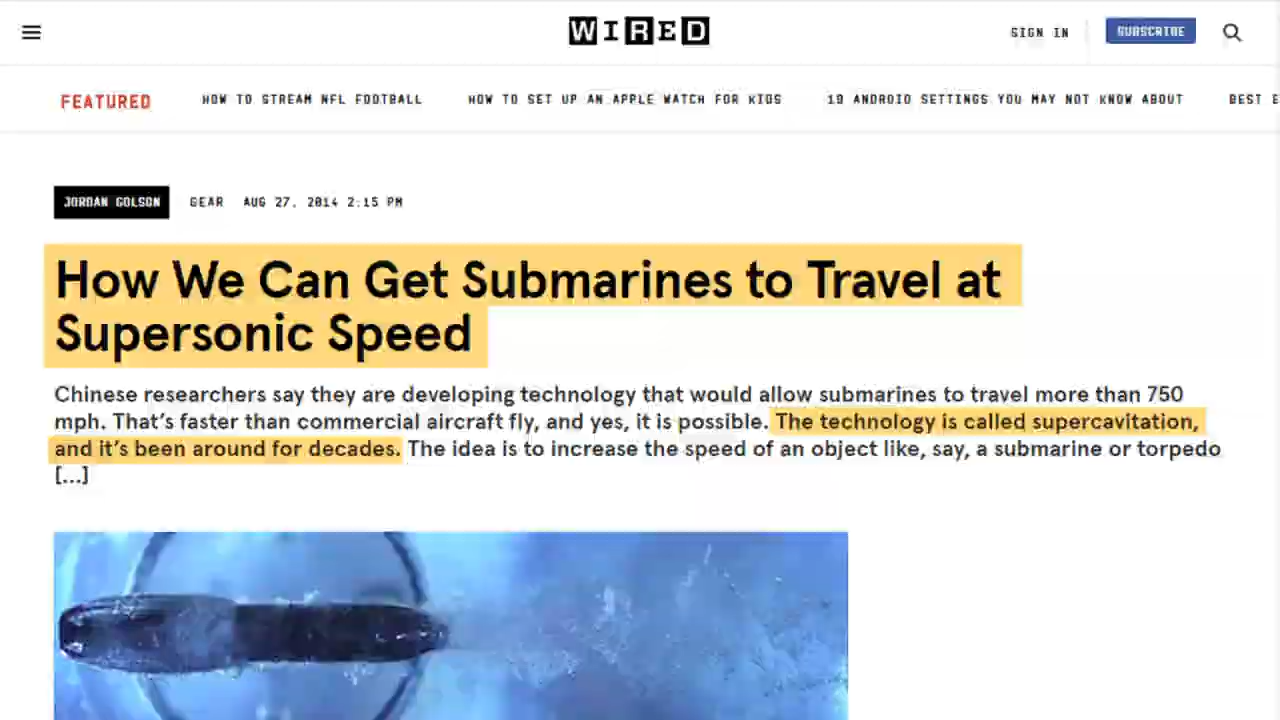 WIRED
SIGN IN
SUBSCRIBE
FEATURED
HOW TO STREAM NFL FOOTBALL
HOW TO SET UP AN APPLE WATCH FOR KIDS
19 ANDROID SETTINGS YOU MAY NOT KNOW ABOUT
BEST E
JORDAN GOLSON
GEAR
AUG 27, 2014 2:15 PM
How We Can Get Submarines to Travel at
Supersonic Speed
Chinese researchers say they are developing technology that would allow submarines to travel more than 750
mph. That's faster than commercial aircraft fly, and yes, it is possible. The technology is called supercavitation,
and it's been around for decades. The idea is to increase the speed of an object like, say, a submarine or torpedo
[...]